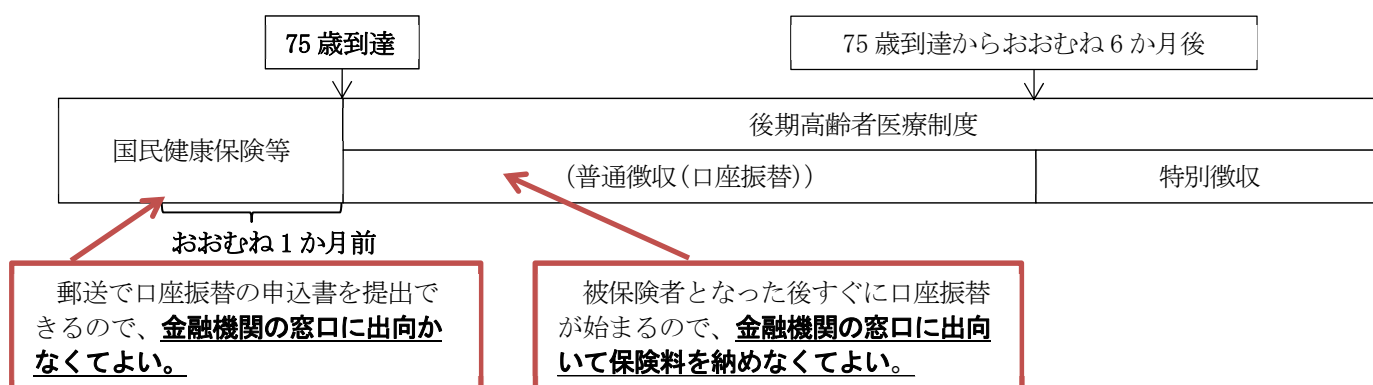 75 歳到達
75 歳到達からおおむね 6 か月後
国民健康保険等
後期高齢者医療制度
(普通徴収(口座振替))
特別徴収
おおむね 1 か月前
郵送で口座振替の申込書を提出で
きるので、金融機関の窓口に出向か
なくてよい。
被保険者となった後すぐに口座振替
が始まるので、金融機関の窓口に出向
いて保険料を納めなくてよい。